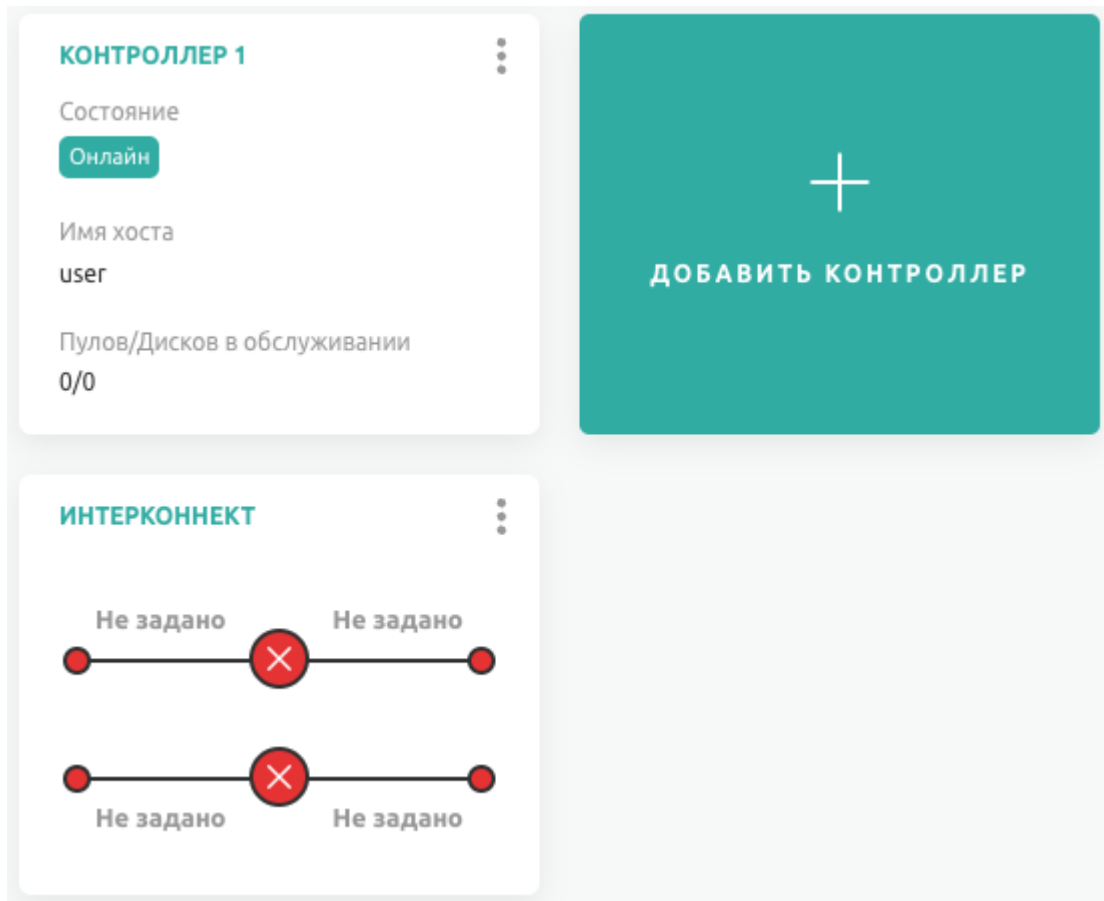 КОНТРОЛЛЕР 1
Состояние
Онлайн
Имя хоста
user
Пулов/Дисков в обслуживании
0/0
ДОБАВИТЬ КОНТРОЛЛЕР
ИНТЕРКОННЕКТ
Не задано Не задано
Не задано Не задано